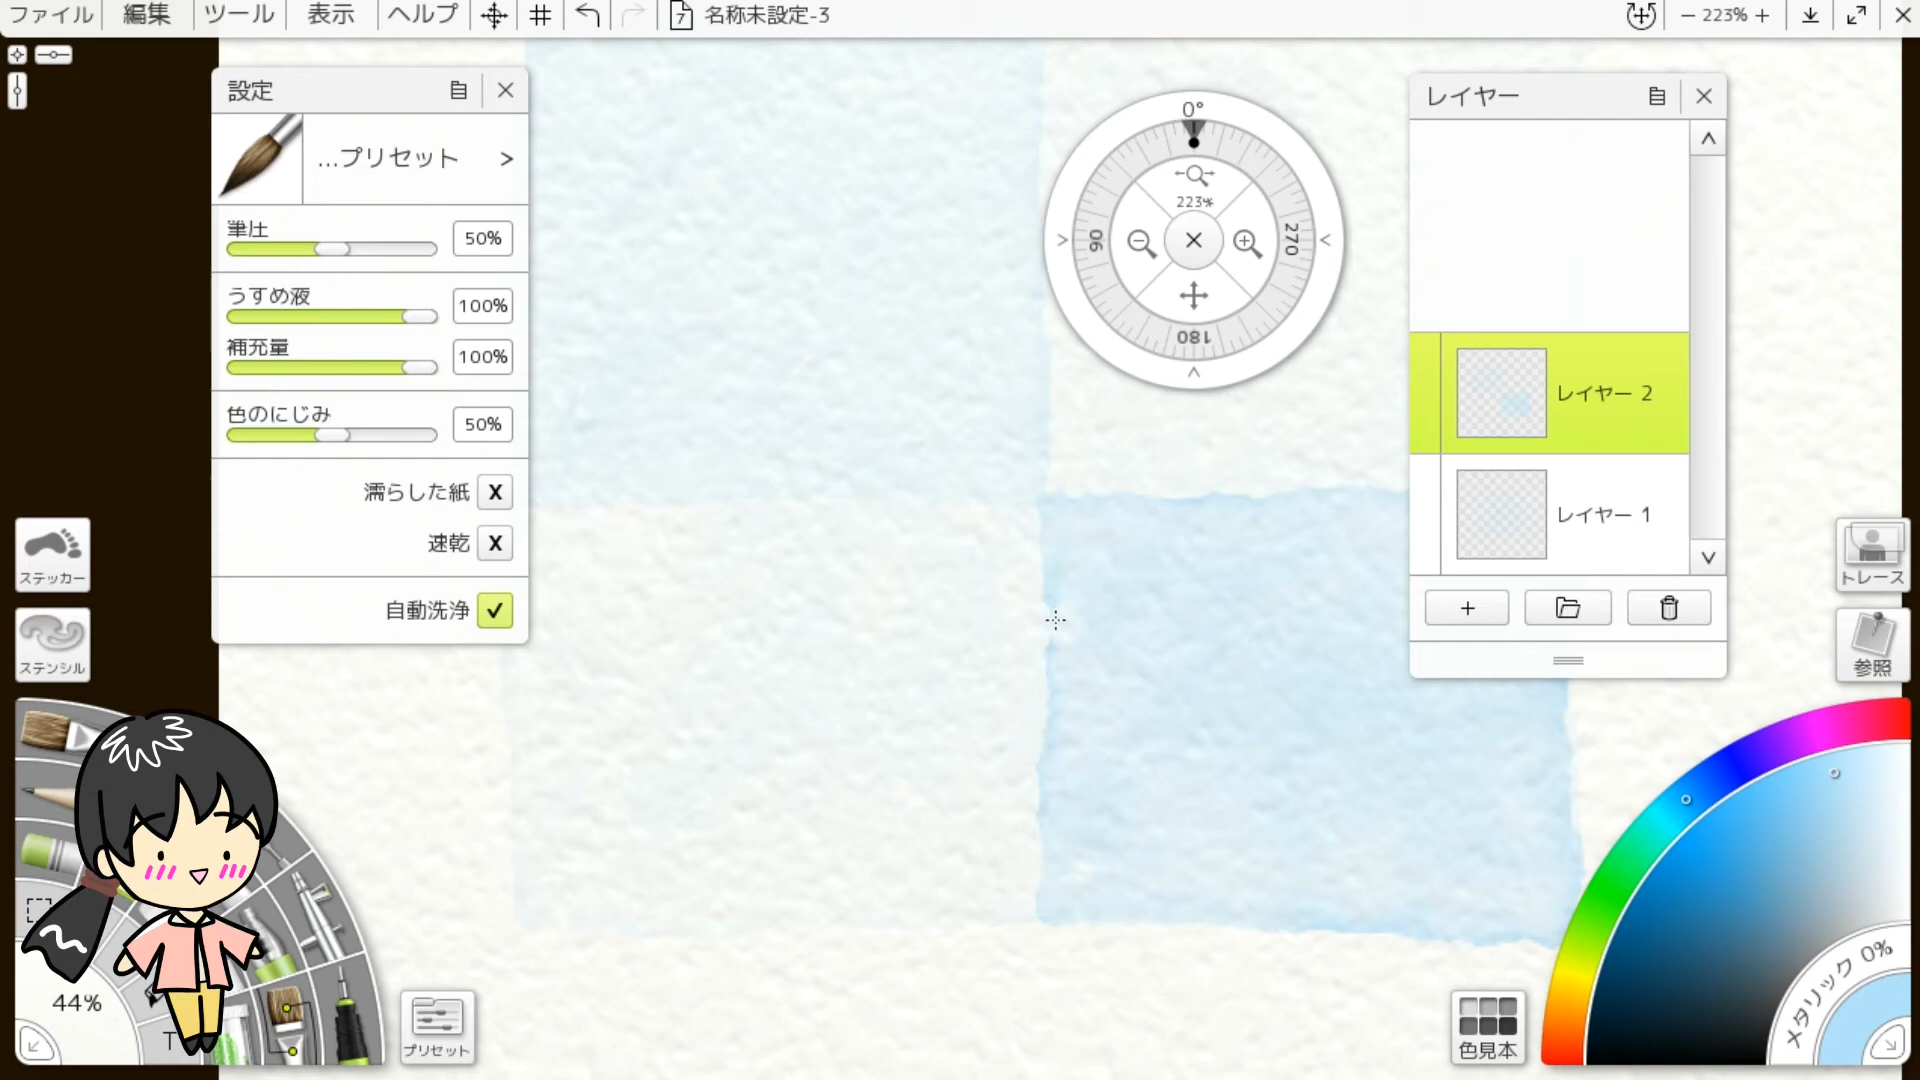 ファイル 編集 ツール 表示 ヘルプ 7 名称未設定-3 － 223% ＋
設定
...プリセット >
筆圧 50%
うすめ液 100%
補充量 100%
色のにじみ 50%
濡らした紙 X
速乾 X
自動洗浄 ✓
0°
223%
90
270
180
レイヤー
レイヤー 2
レイヤー 1
ステッカー
ステンシル
トレース
参照
44%
T
プリセット
色見本
メタリック 0%